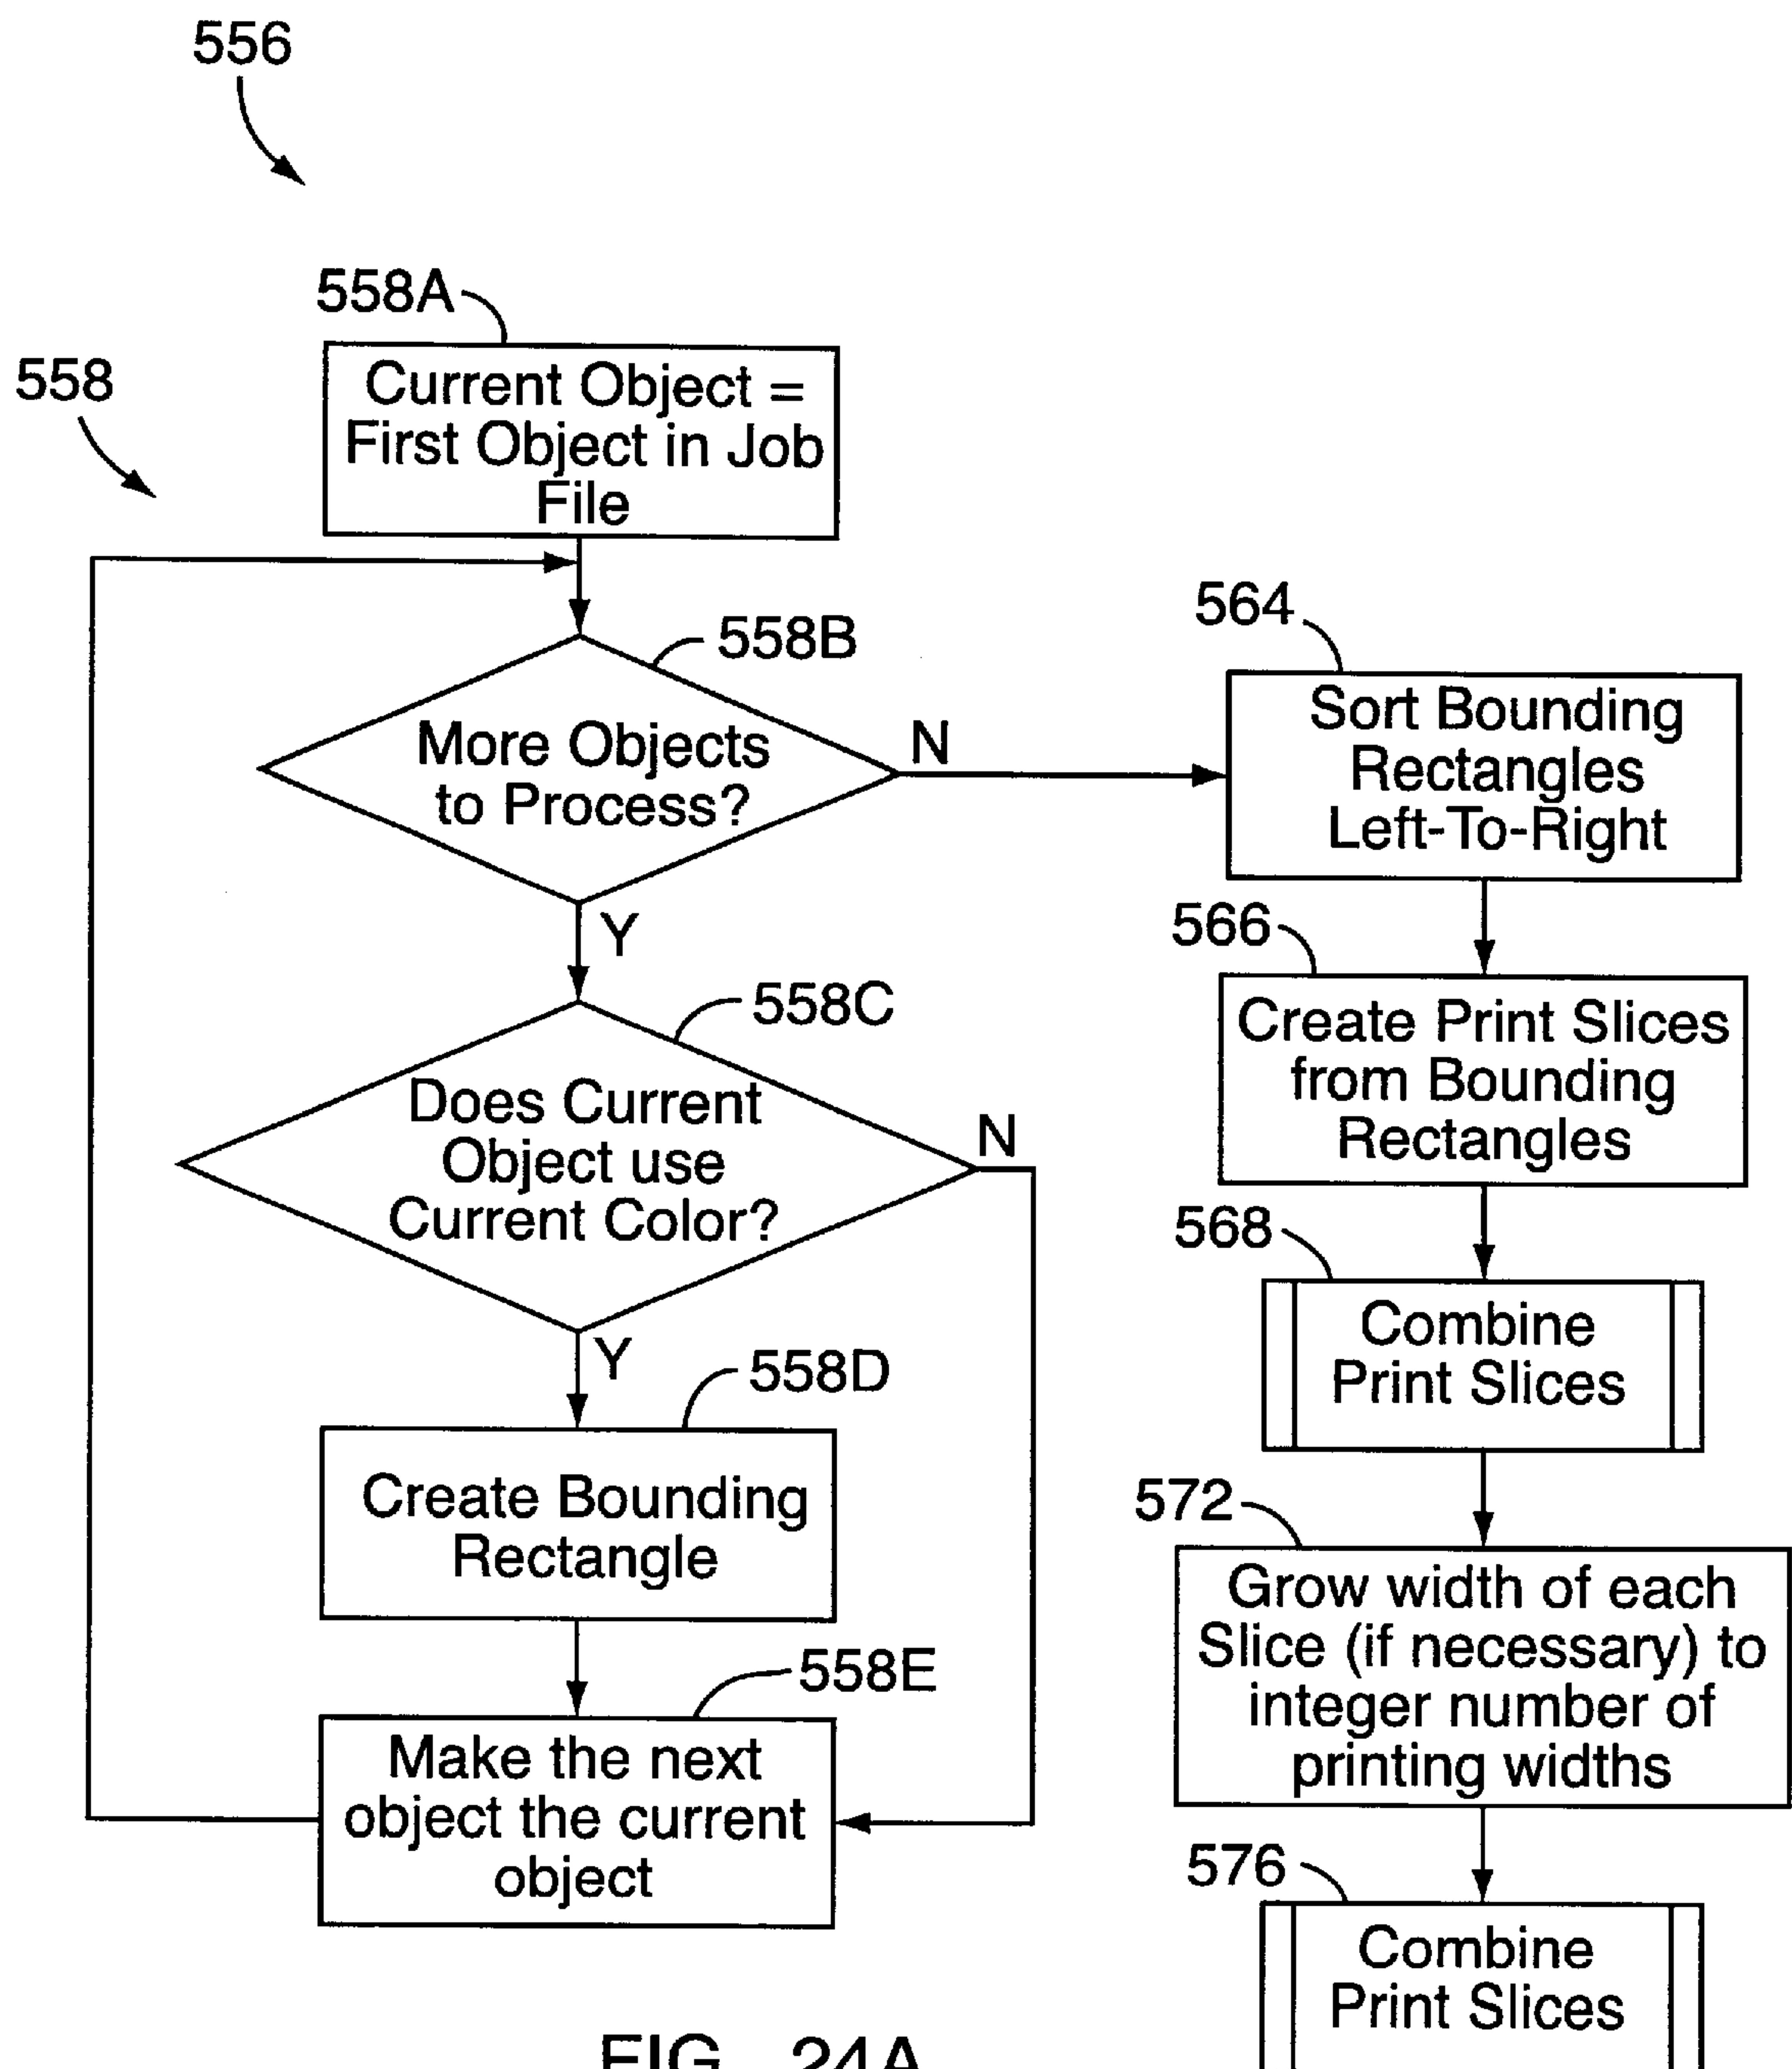 556
558A
558
Current Object =
First Object in Job
File
558B
More Objects
to Process?
N
Y
558C
Does Current
Object use
Current Color?
N
Y
558D
Create Bounding
Rectangle
558E
Make the next
object the current
object
564
Sort Bounding
Rectangles
Left-To-Right
566
Create Print Slices
from Bounding
Rectangles
568
Combine
Print Slices
572
Grow width of each
Slice (if necessary) to
integer number of
printing widths
576
Combine
Print Slices
FIG._24A